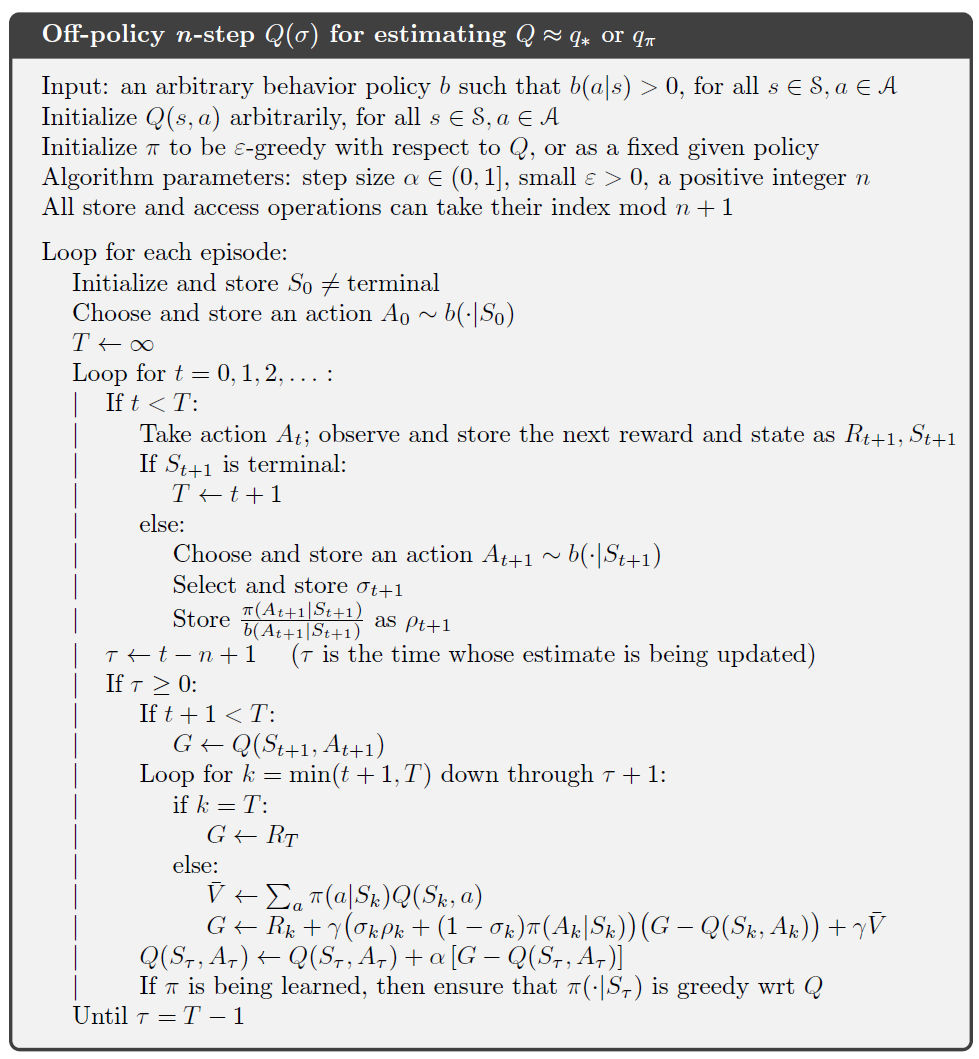 Off-policy n-step Q(σ) for estimating Q ≈ q∗ or qπ
Input: an arbitrary behavior policy b such that b(a|s) > 0, for all s ∈ 𝒮, a ∈ 𝒜
Initialize Q(s, a) arbitrarily, for all s ∈ 𝒮, a ∈ 𝒜
Initialize π to be ε-greedy with respect to Q, or as a fixed given policy
Algorithm parameters: step size α ∈ (0, 1], small ε > 0, a positive integer n
All store and access operations can take their index mod n + 1
Loop for each episode:
Initialize and store S₀ ≠ terminal
Choose and store an action A₀ ∼ b(·|S₀)
T ← ∞
Loop for t = 0, 1, 2, . . . :
| If t < T:
| Take action Aₜ; observe and store the next reward and state as Rₜ₊₁, Sₜ₊₁
| If Sₜ₊₁ is terminal:
| T ← t + 1
| else:
| Choose and store an action Aₜ₊₁ ∼ b(·|Sₜ₊₁)
| Select and store σₜ₊₁
| Store π(Aₜ₊₁|Sₜ₊₁)/b(Aₜ₊₁|Sₜ₊₁) as ρₜ₊₁
| τ ← t − n + 1 (τ is the time whose estimate is being updated)
| If τ ≥ 0:
| If t + 1 < T:
| G ← Q(Sₜ₊₁, Aₜ₊₁)
| Loop for k = min(t + 1, T) down through τ + 1:
| if k = T:
| G ← R_T
| else:
| V̄ ← ∑ₐ π(a|Sₖ)Q(Sₖ, a)
| G ← Rₖ + γ(σₖρₖ + (1 − σₖ)π(Aₖ|Sₖ))(G − Q(Sₖ, Aₖ)) + γV̄
| Q(S_τ, A_τ) ← Q(S_τ, A_τ) + α [G − Q(S_τ, A_τ)]
| If π is being learned, then ensure that π(·|S_τ) is greedy wrt Q
Until τ = T − 1